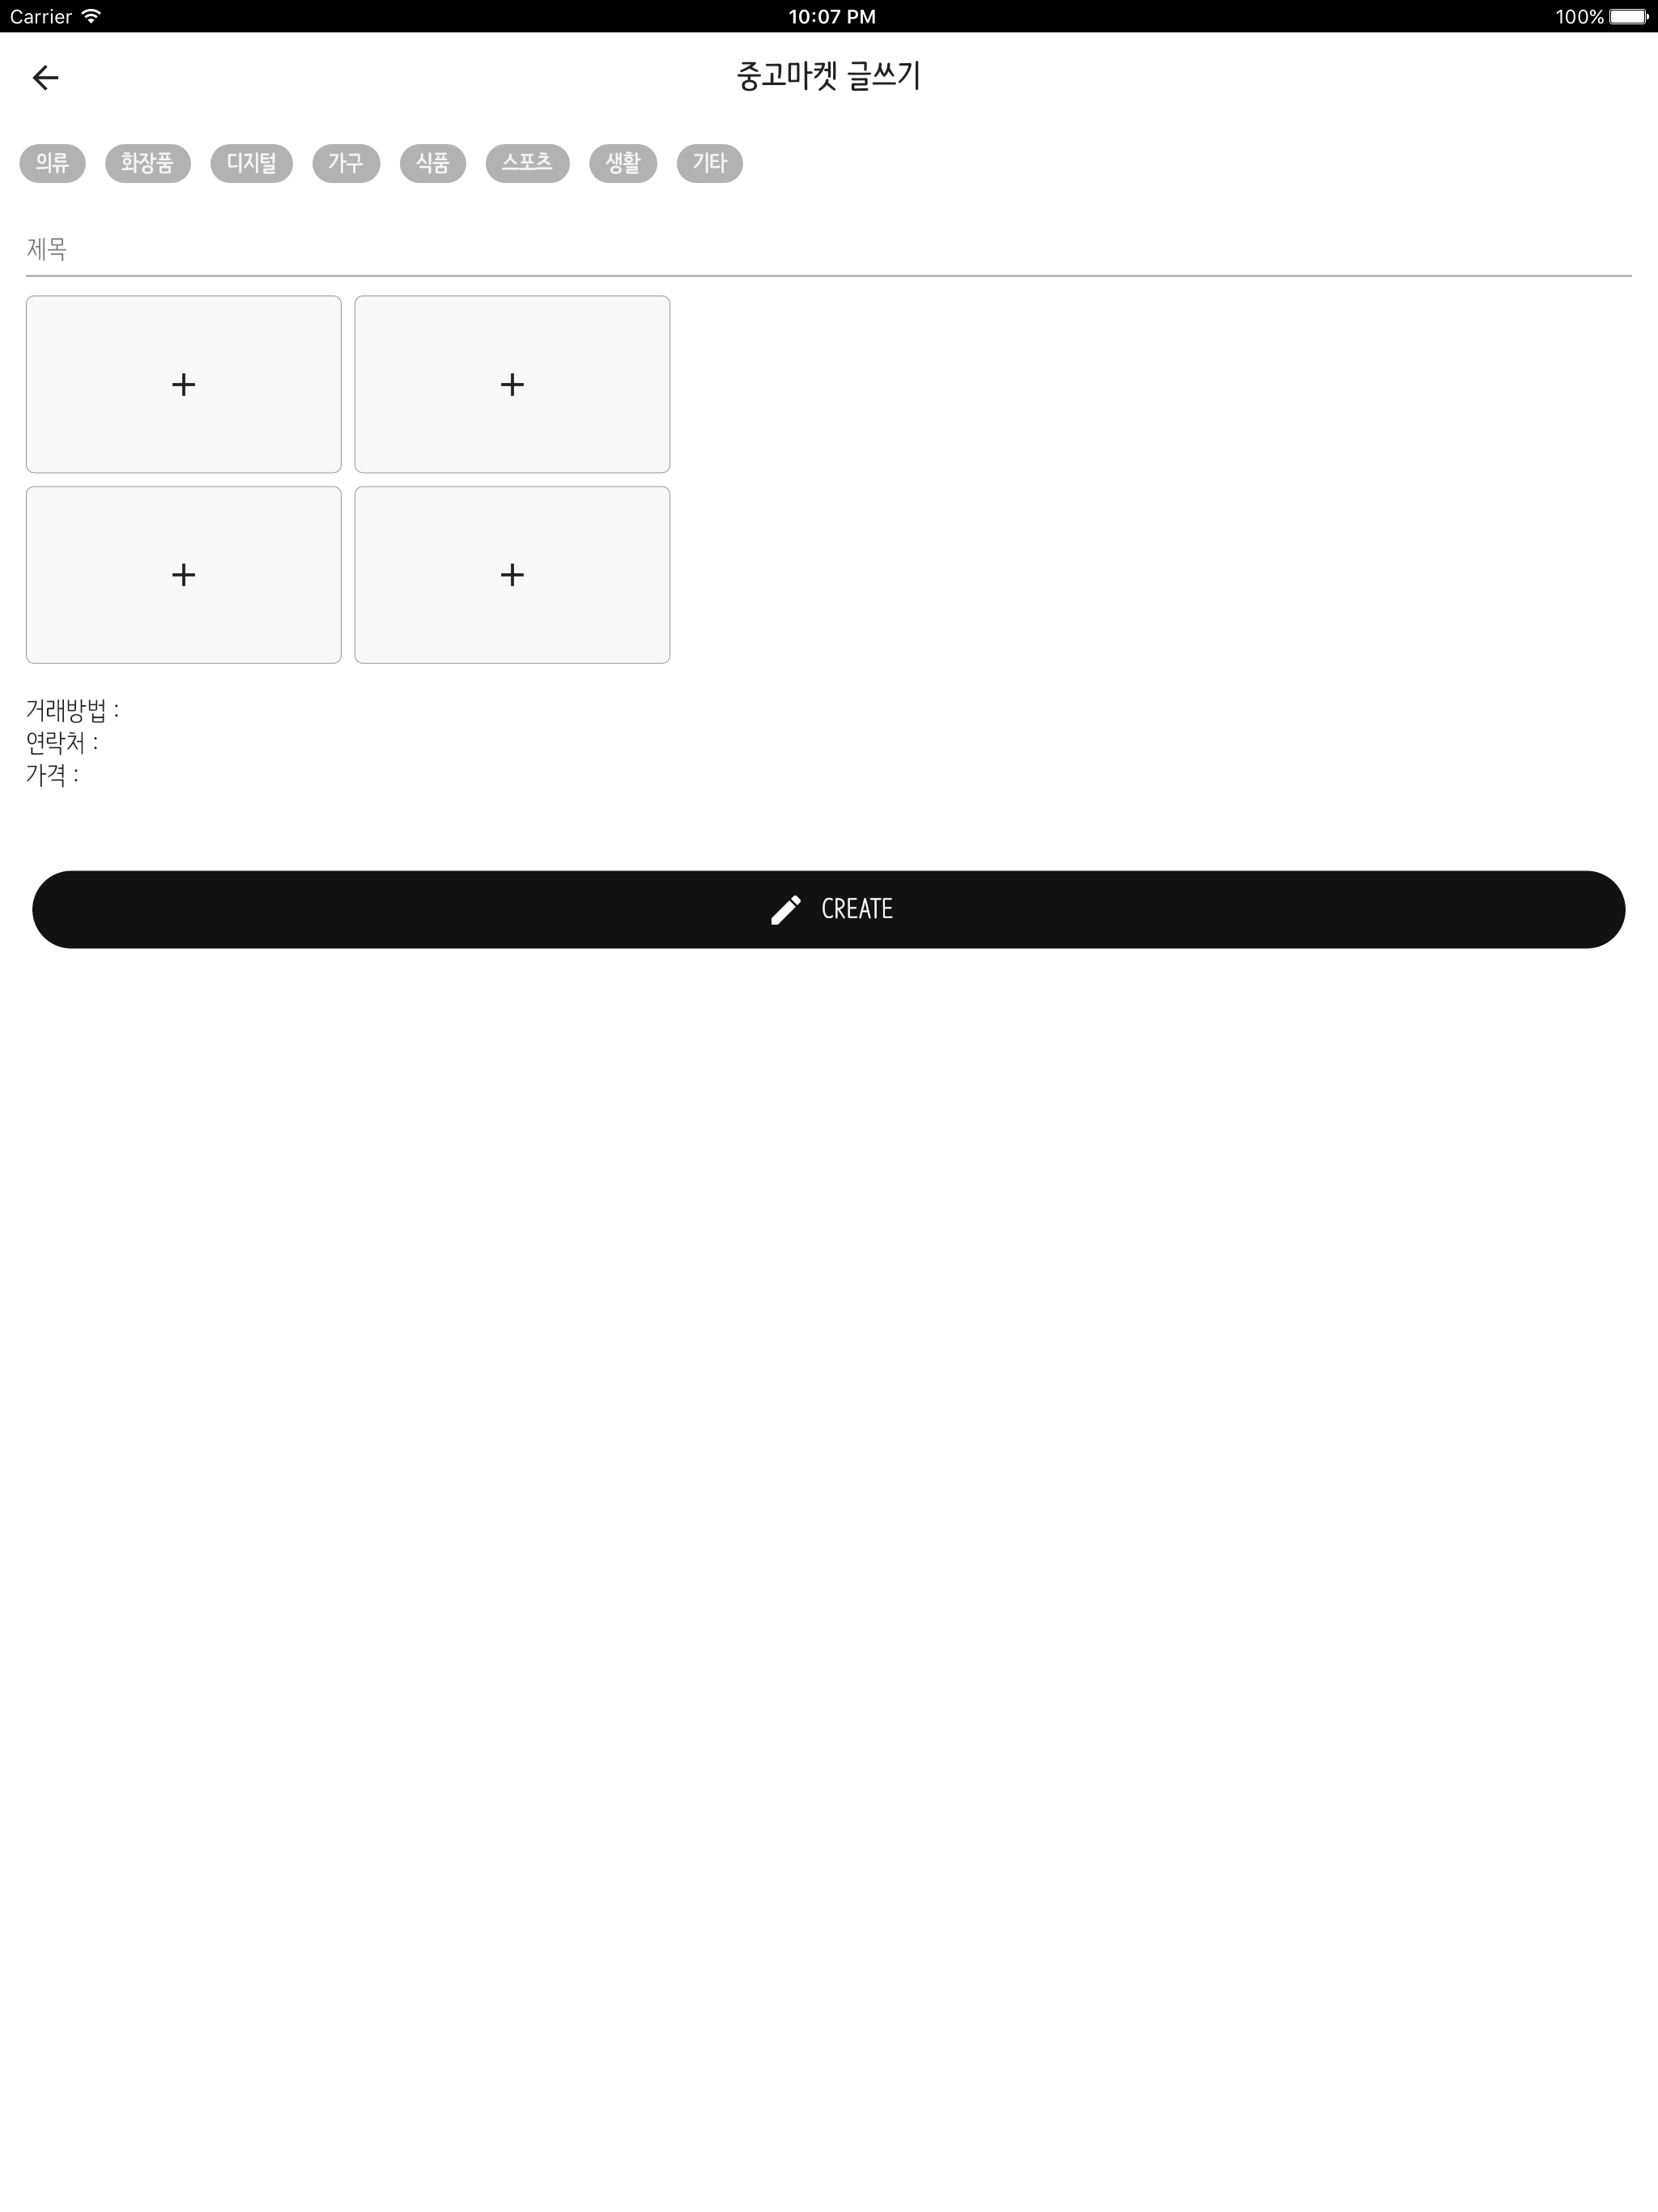 Carrier 10:07 PM 100%
중고마켓 글쓰기
의류 화장품 디지털 가구 식품 스포츠 생활 기타
제목
거래방법 :
연락처 :
가격 :
CREATE